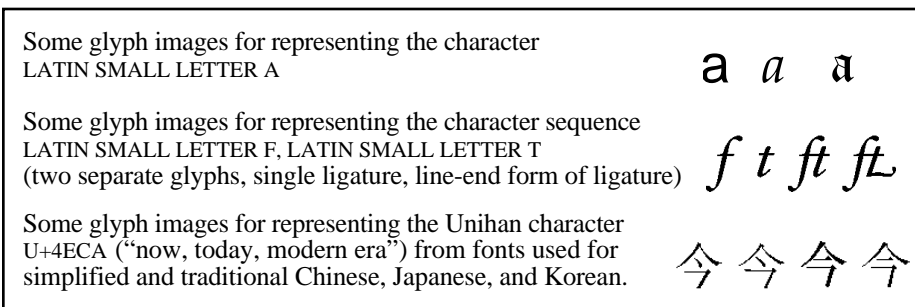 Some glyph images for representing the character
LATIN SMALL LETTER A
a a a
Some glyph images for representing the character sequence
LATIN SMALL LETTER F, LATIN SMALL LETTER T
(two separate glyphs, single ligature, line-end form of ligature) f t ft ft
Some glyph images for representing the Unihan character
U+4ECA (“now, today, modern era”) from fonts used for
simplified and traditional Chinese, Japanese, and Korean.
今 今 今 今